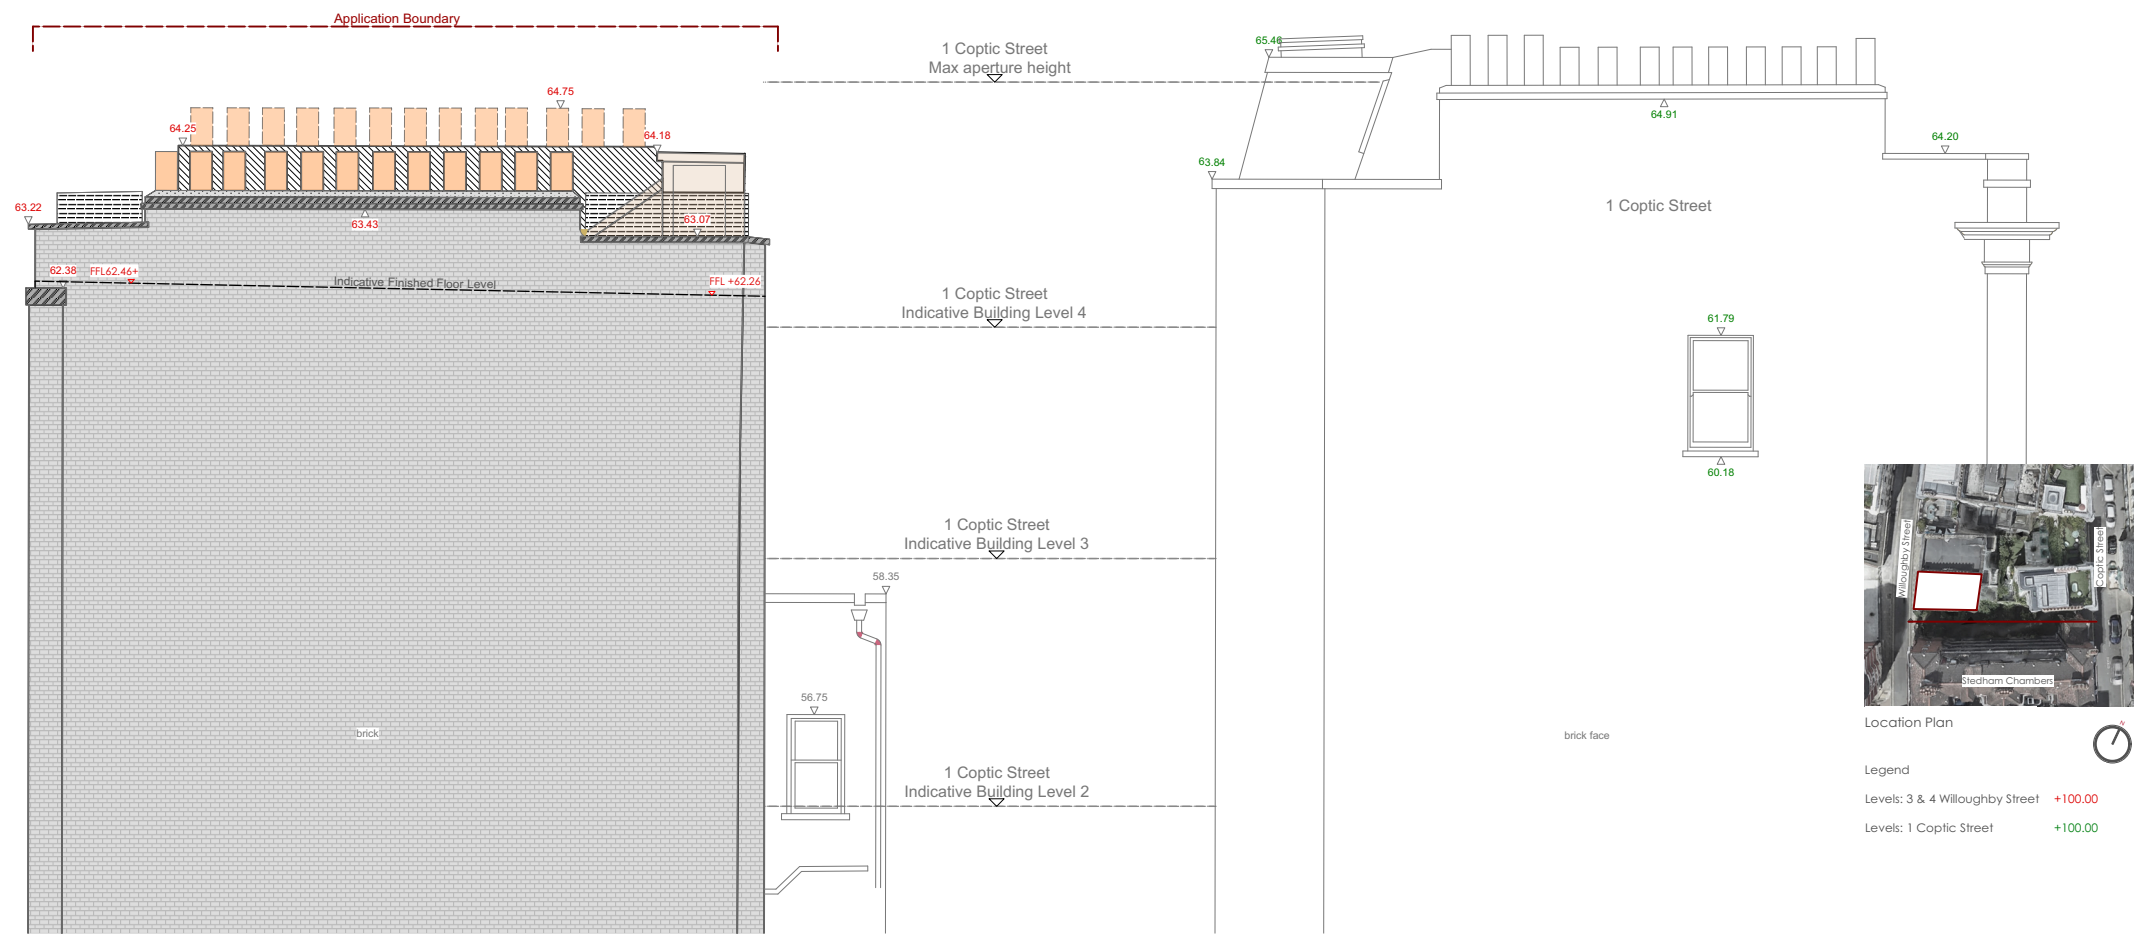 Application Boundary
1 Coptic Street
Max aperture height
65.46
64.75
64.91
64.25
64.18
64.20
63.84
63.22
63.43
63.07
1 Coptic Street
62.38
FFL62.46+
Indicative Finished Floor Level
FFL +62.26
1 Coptic Street
Indicative Building Level 4
61.79
60.18
1 Coptic Street
Indicative Building Level 3
58.35
56.75
brick
brick face
1 Coptic Street
Indicative Building Level 2
Willoughby Street
Coptic Street
Stedham Chambers
Location Plan
N
Legend
Levels: 3 & 4 Willoughby Street +100.00
Levels: 1 Coptic Street +100.00